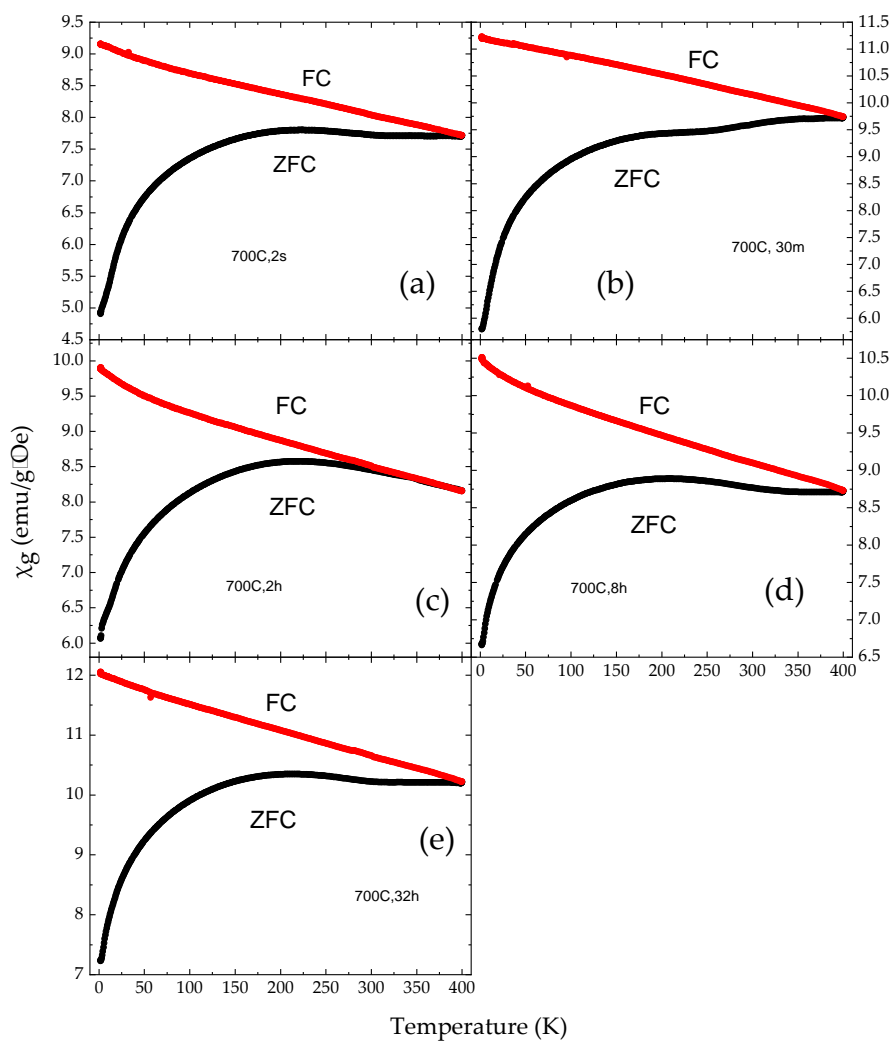 9.5
9.0
8.5
8.0
7.5
7.0
6.5
6.0
5.5
5.0
4.5
FC
ZFC
700C,2s
(a)
11.5
11.0
10.5
10.0
9.5
9.0
8.5
8.0
7.5
7.0
6.5
6.0
FC
ZFC
700C, 30m
(b)
10.0
9.5
9.0
8.5
8.0
7.5
7.0
6.5
6.0
FC
ZFC
700C,2h
(c)
10.5
10.0
9.5
9.0
8.5
8.0
7.5
7.0
6.5
FC
ZFC
700C,8h
(d)
0 50 100 150 200 250 300 350 400
12
11
10
9
8
7
FC
ZFC
700C,32h
(e)
0 50 100 150 200 250 300 350 400
χg (emu/g□Oe)
Temperature (K)